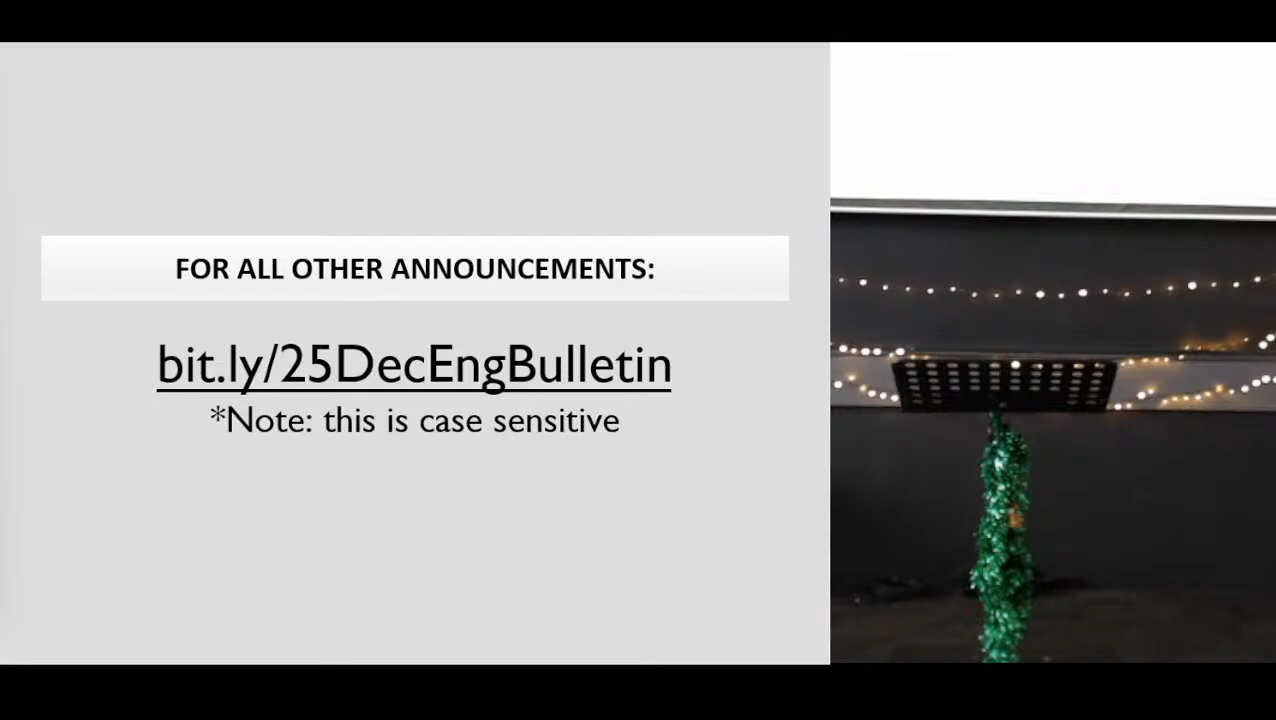 FOR ALL OTHER ANNOUNCEMENTS:
bit.ly/25DecEngBulletin
*Note: this is case sensitive